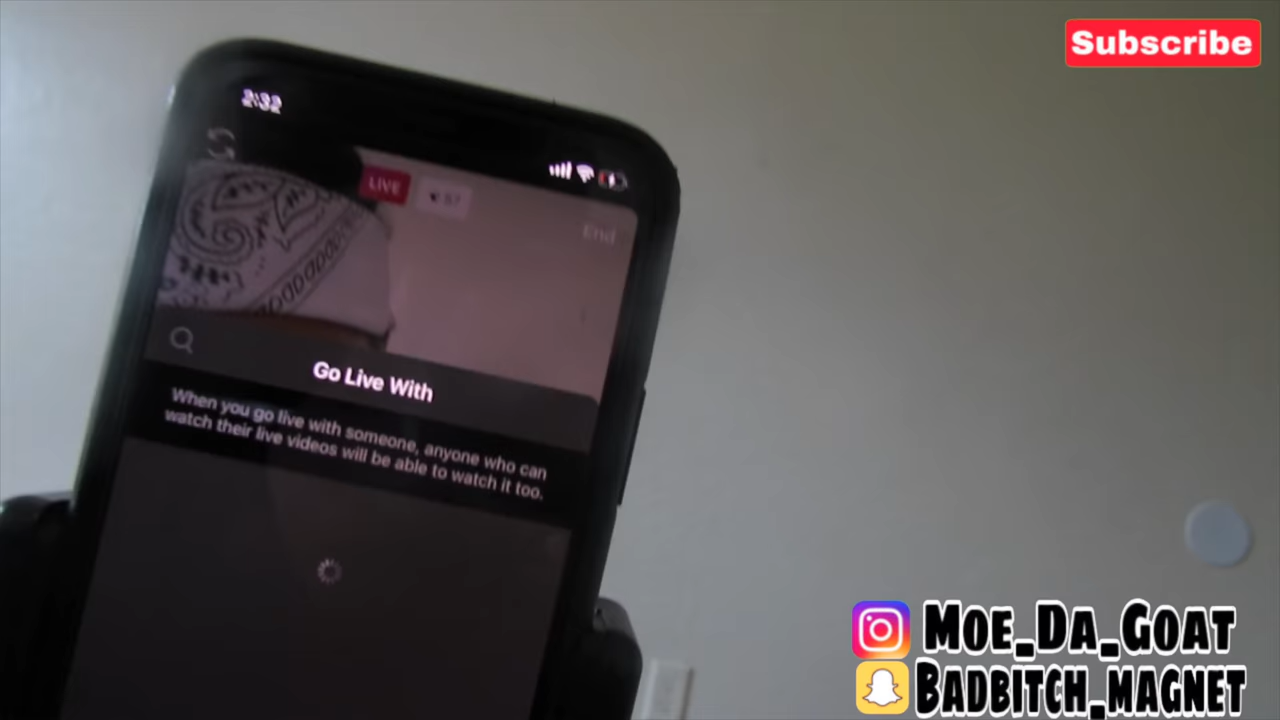 Subscribe
2:32
LIVE
57
End
Go Live With
When you go live with someone, anyone who can
watch their live videos will be able to watch it too.
Moe_Da_Goat
Badbitch_magnet